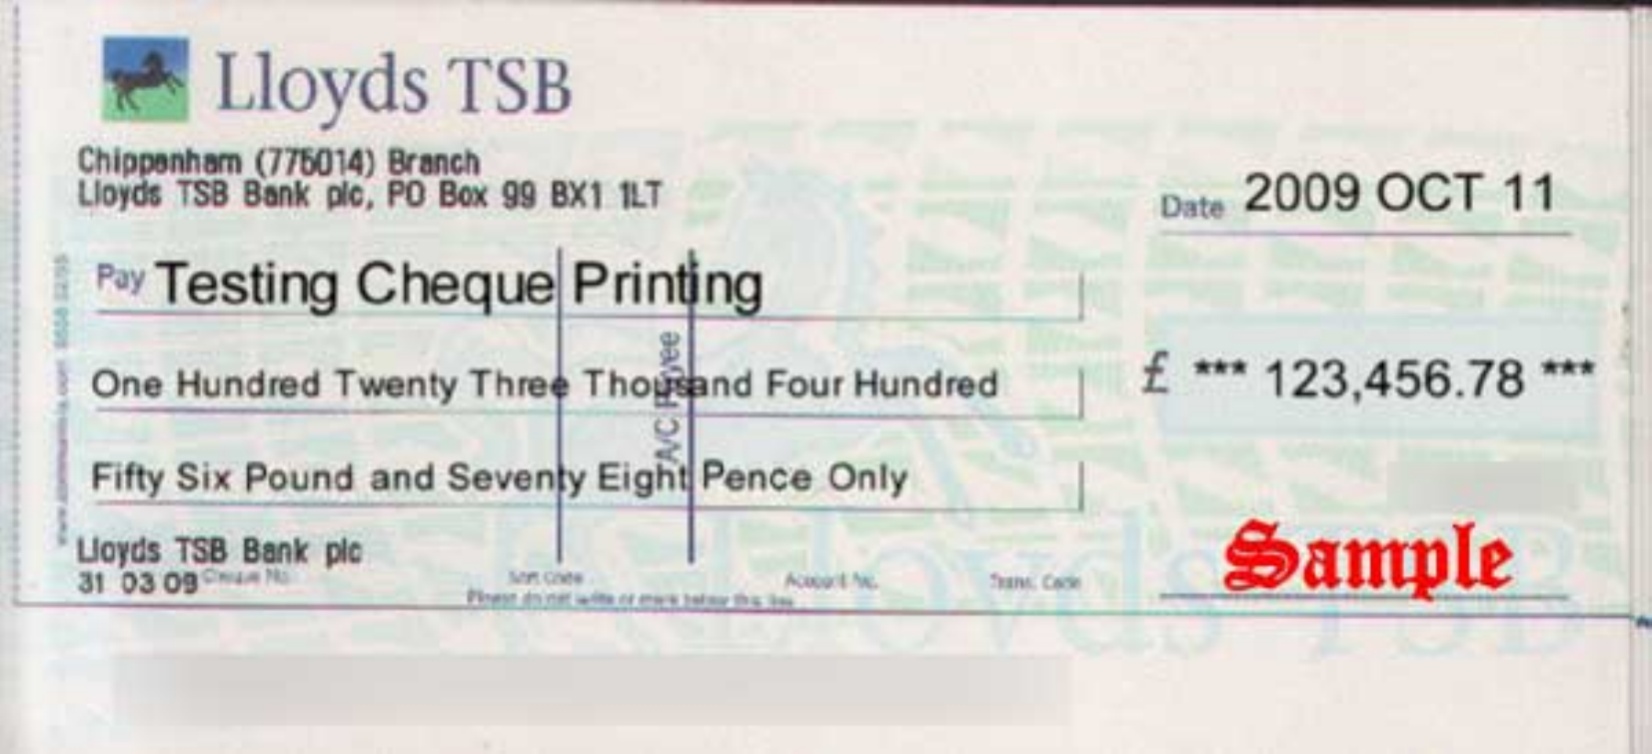 Lloyds TSB
Chippenham (775014) Branch
Lloyds TSB Bank plc, PO Box 99 BX1 1LT
Date 2009 OCT 11
Pay Testing Cheque Printing
A/C Payee
One Hundred Twenty Three Thousand Four Hundred
£ *** 123,456.78 ***
Fifty Six Pound and Seventy Eight Pence Only
Sample
Lloyds TSB Bank plc
31 03 09 Cheque No. Sort Code Account No. Trans. Code
Please do not write or mark below this line
Lloyds TSB